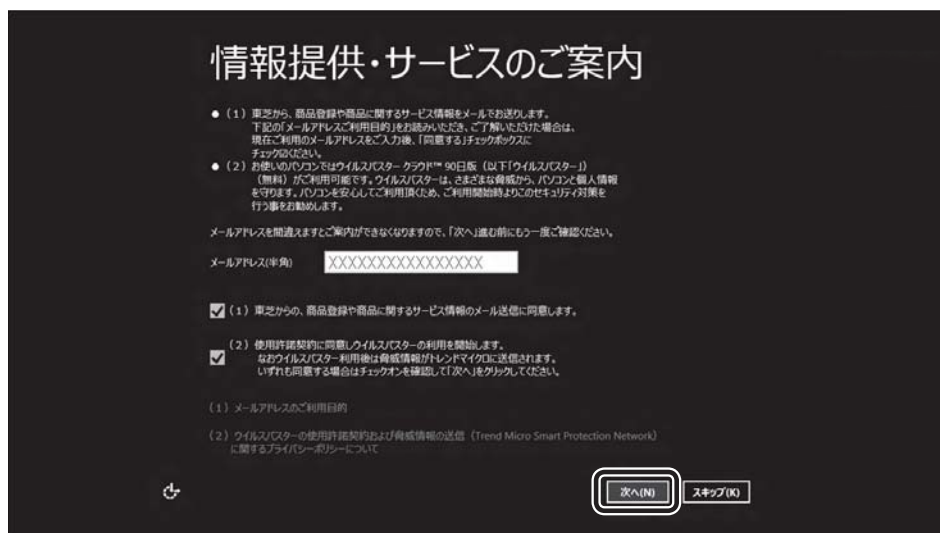 情報提供・サービスのご案内
● (1) 東芝から、商品登録や商品に関するサービス情報をメールでお送りします。
下記の「メールアドレスご利用目的」をお読みいただき、ご了解いただけた場合は、
現在ご利用のメールアドレスをご入力後、「同意する」チェックボックスに
チェックください。
● (2) お使いのパソコンではウイルスバスター クラウド™ 90日版 (以下「ウイルスバスター」)
(無料) がご利用可能です。ウイルスバスターは、さまざまな脅威から、パソコンと個人情報
を守ります。パソコンを安心してご利用頂くため、ご利用開始時よりこのセキュリティ対策を
行う事をお勧めします。
メールアドレスを間違えますとご案内ができなくなりますので、「次へ」進む前にもう一度ご確認ください。
メールアドレス(半角) XXXXXXXXXXXXXXXX
(1) 東芝からの、商品登録や商品に関するサービス情報のメール送信に同意します。
(2) 使用許諾契約に同意しウイルスバスターの利用を開始します。
なおウイルスバスター利用後は脅威情報がトレンドマイクロに送信されます。
いずれも同意する場合はチェックオンを確認して「次へ」をクリックしてください。
(1) メールアドレスのご利用目的
(2) ウイルスバスターの使用許諾契約および脅威情報の送信 (Trend Micro Smart Protection Network)
に関するプライバシーポリシーについて
次へ(N) スキップ(K)